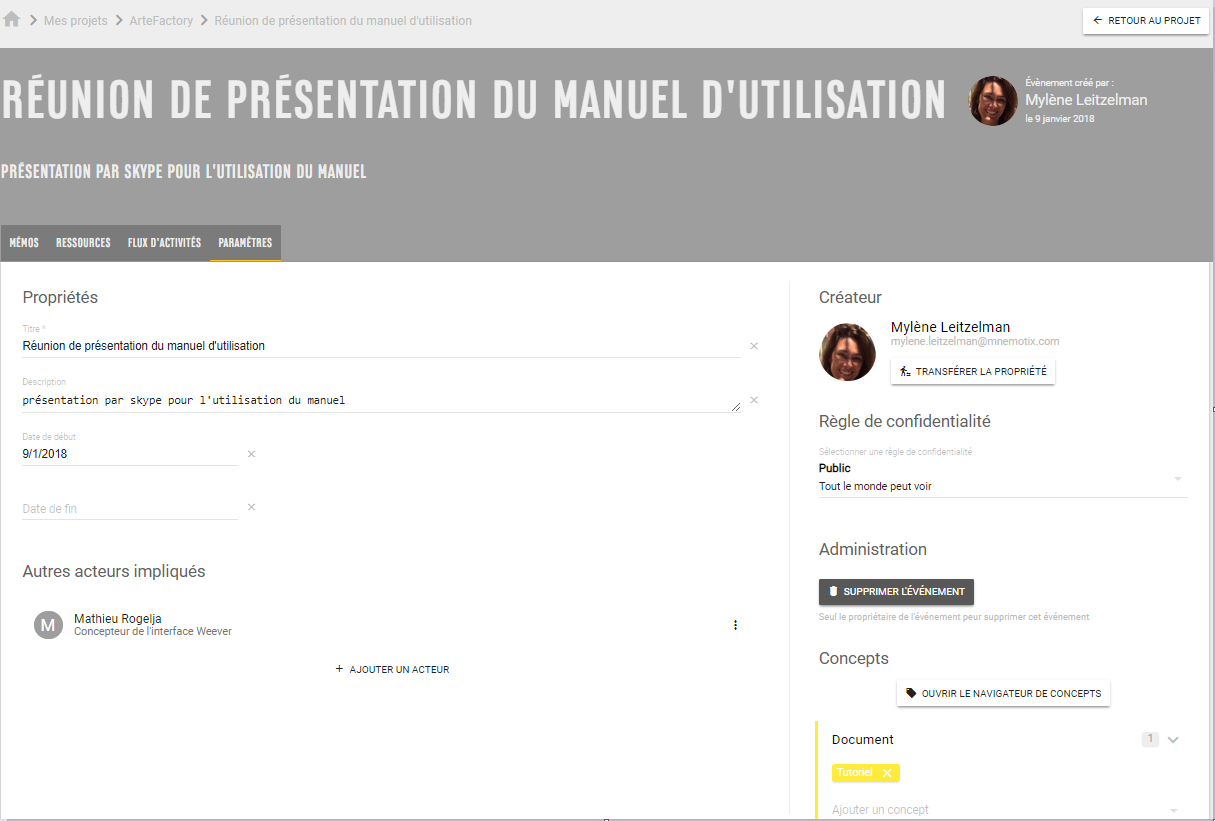 Mes projets > ArteFactory > Réunion de présentation du manuel d'utilisation
RETOUR AU PROJET
RÉUNION DE PRÉSENTATION DU MANUEL D'UTILISATION
Évènement créé par :
Mylène Leitzelman
le 9 janvier 2018
PRÉSENTATION PAR SKYPE POUR L'UTILISATION DU MANUEL
MÉMOS RESSOURCES FLUX D'ACTIVITÉS PARAMÈTRES
Propriétés
Titre *
Réunion de présentation du manuel d'utilisation
Description
présentation par skype pour l'utilisation du manuel
Date de début
9/1/2018
Date de fin
Autres acteurs impliqués
M
Mathieu Rogelja
Concepteur de l'interface Weever
+ AJOUTER UN ACTEUR
Créateur
Mylène Leitzelman
mylene.leitzelman@mnemotix.com
TRANSFÉRER LA PROPRIÉTÉ
Règle de confidentialité
Sélectionner une règle de confidentialité
Public
Tout le monde peut voir
Administration
SUPPRIMER L'ÉVÉNEMENT
Seul le propriétaire de l'événement peur supprimer cet événement
Concepts
OUVRIR LE NAVIGATEUR DE CONCEPTS
Document 1
Tutoriel
Ajouter un concept